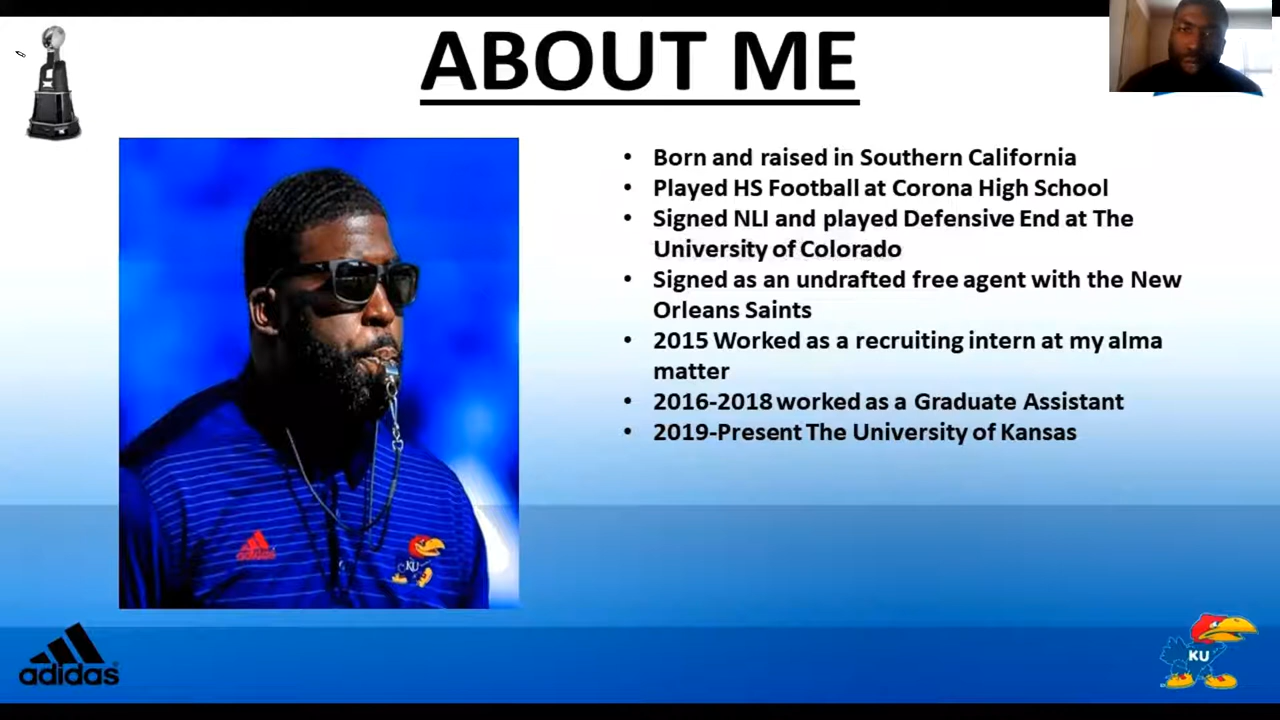 ABOUT ME
• Born and raised in Southern California
• Played HS Football at Corona High School
• Signed NLI and played Defensive End at The
University of Colorado
• Signed as an undrafted free agent with the New
Orleans Saints
• 2015 Worked as a recruiting intern at my alma
matter
• 2016-2018 worked as a Graduate Assistant
• 2019-Present The University of Kansas
adidas
KU
adidas
KU